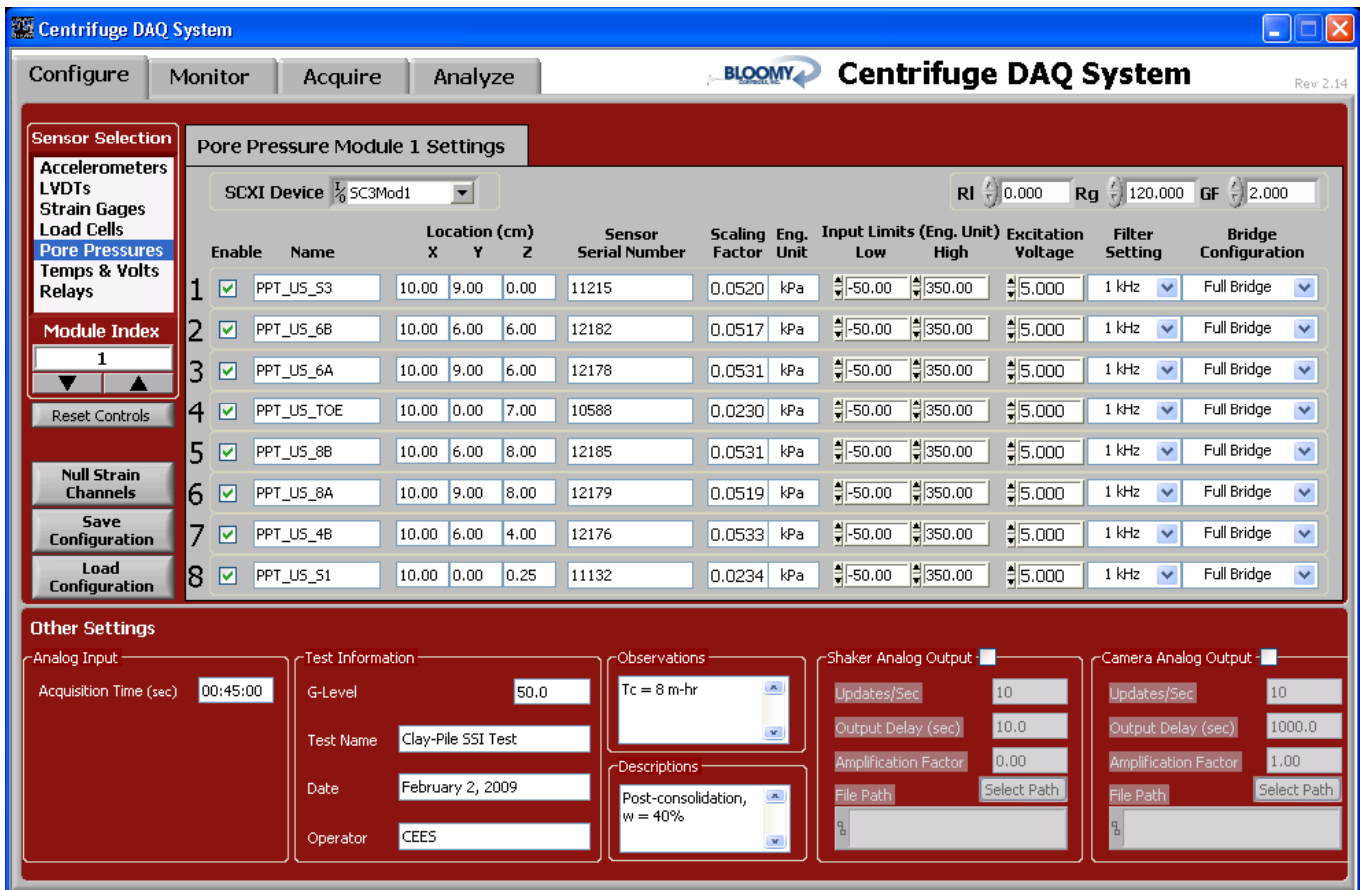 Centrifuge DAQ System
Configure Monitor Acquire Analyze BLOOMY Centrifuge DAQ System Rev 2.14
Sensor Selection
Accelerometers
LVDTs
Strain Gages
Load Cells
Pore Pressures
Temps & Volts
Relays
Module Index
1
Reset Controls
Null Strain
Channels
Save
Configuration
Load
Configuration
Pore Pressure Module 1 Settings
SCXI Device SC3Mod1 Rl 0.000 Rg 120.000 GF 2.000
Location (cm) Sensor Scaling Eng. Input Limits (Eng. Unit) Excitation Filter Bridge
Enable Name X Y Z Serial Number Factor Unit Low High Voltage Setting Configuration
1 PPT_US_S3 10.00 9.00 0.00 11215 0.0520 kPa -50.00 350.00 5.000 1 kHz Full Bridge
2 PPT_US_6B 10.00 6.00 6.00 12182 0.0517 kPa -50.00 350.00 5.000 1 kHz Full Bridge
3 PPT_US_6A 10.00 9.00 6.00 12178 0.0531 kPa -50.00 350.00 5.000 1 kHz Full Bridge
4 PPT_US_TOE 10.00 0.00 7.00 10588 0.0230 kPa -50.00 350.00 5.000 1 kHz Full Bridge
5 PPT_US_8B 10.00 6.00 8.00 12185 0.0531 kPa -50.00 350.00 5.000 1 kHz Full Bridge
6 PPT_US_8A 10.00 9.00 8.00 12179 0.0519 kPa -50.00 350.00 5.000 1 kHz Full Bridge
7 PPT_US_4B 10.00 6.00 4.00 12176 0.0533 kPa -50.00 350.00 5.000 1 kHz Full Bridge
8 PPT_US_S1 10.00 0.00 0.25 11132 0.0234 kPa -50.00 350.00 5.000 1 kHz Full Bridge
Other Settings
Analog Input
Acquisition Time (sec) 00:45:00
Test Information
G-Level 50.0
Test Name Clay-Pile SSI Test
Date February 2, 2009
Operator CEES
Observations
Tc = 8 m-hr
Descriptions
Post-consolidation,
w = 40%
Shaker Analog Output
Updates/Sec 10
Output Delay (sec) 10.0
Amplification Factor 0.00
File Path Select Path
Camera Analog Output
Updates/Sec 10
Output Delay (sec) 1000.0
Amplification Factor 1.00
File Path Select Path